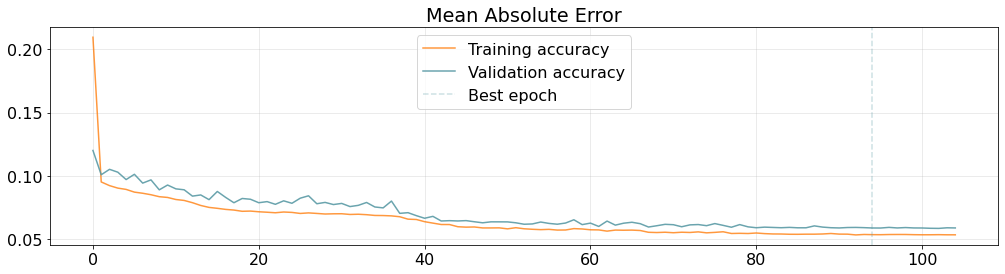 Mean Absolute Error
0.20
0.15
0.10
0.05
Training accuracy
Validation accuracy
Best epoch
0 20 40 60 80 100